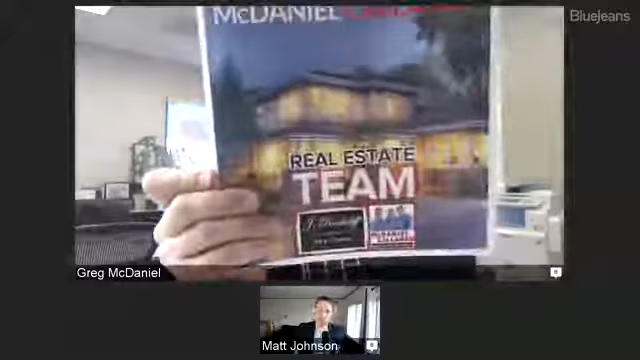 BlueJeans
McDANIEL
REAL ESTATE
TEAM
Greg McDaniel
Matt Johnson